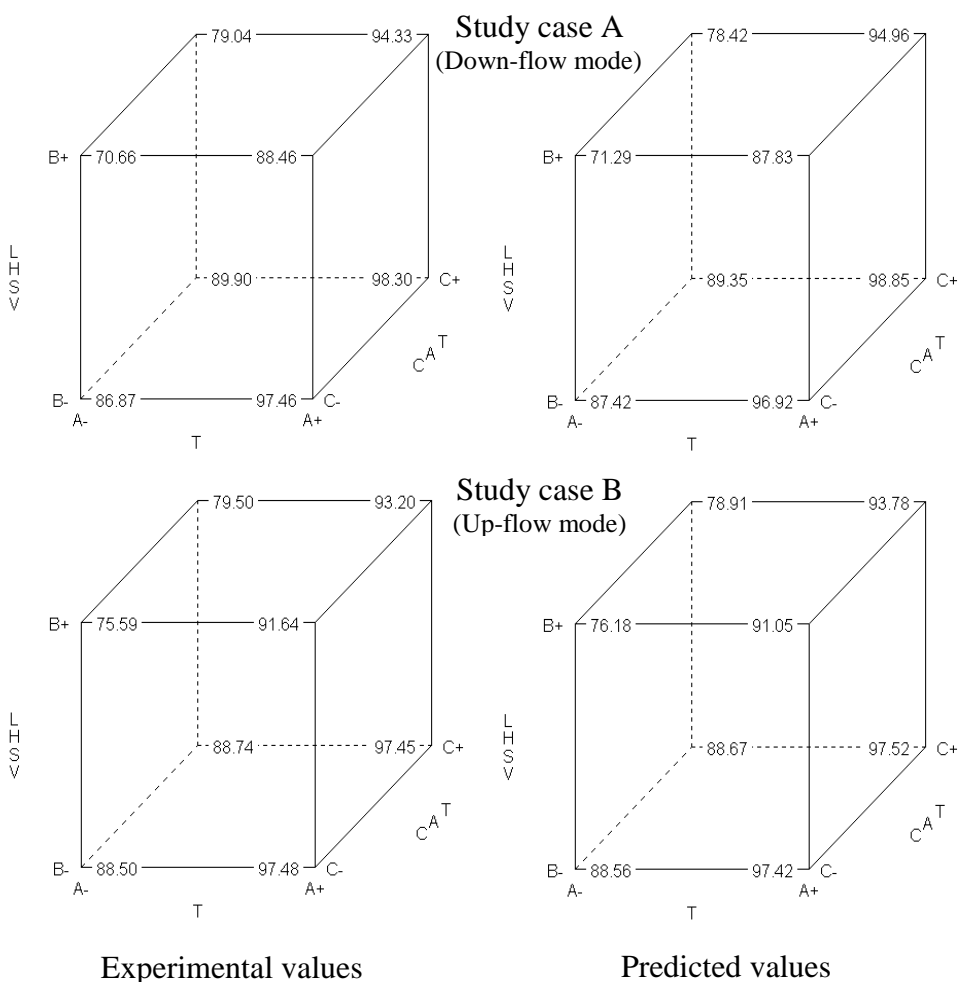 Study case A
(Down-flow mode)
79.04 94.33
B+ 70.66 88.46
LHSV
89.90 98.30 C+
CAT
B- 86.87 97.46 C-
A- A+
T
78.42 94.96
B+ 71.29 87.83
LHSV
89.35 98.85 C+
CAT
B- 87.42 96.92 C-
A- A+
T
Study case B
(Up-flow mode)
79.50 93.20
B+ 75.59 91.64
LHSV
88.74 97.45 C+
CAT
B- 88.50 97.48 C-
A- A+
T
78.91 93.78
B+ 76.18 91.05
LHSV
88.67 97.52 C+
CAT
B- 88.56 97.42 C-
A- A+
T
Experimental values
Predicted values